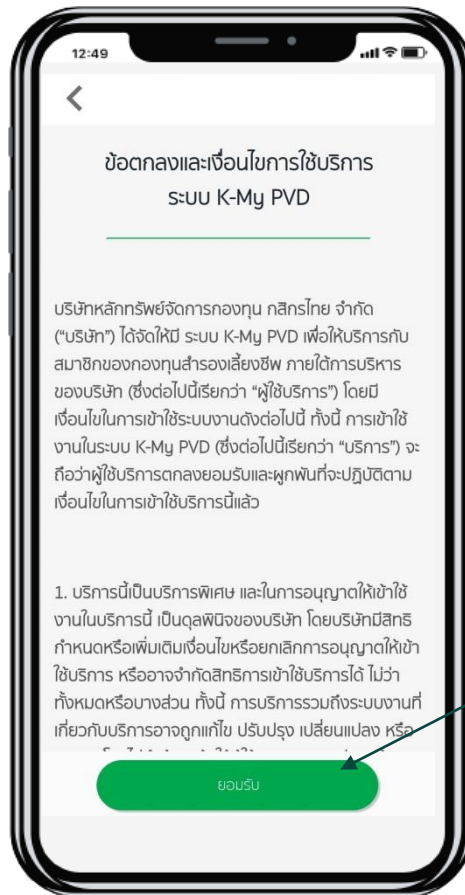 12:49
ข้อตกลงและเงื่อนไขการใช้บริการ
ระบบ K-My PVD
บริษัทหลักทรัพย์จัดการกองทุน กสิกรไทย จำกัด
(“บริษัท”) ได้จัดให้มี ระบบ K-My PVD เพื่อให้บริการกับ
สมาชิกของกองทุนสำรองเลี้ยงชีพ ภายใต้การบริหาร
ของบริษัท (ซึ่งต่อไปนี้เรียกว่า “ผู้ใช้บริการ”) โดยมี
เงื่อนไขในการเข้าใช้ระบบงานดังต่อไปนี้ ทั้งนี้ การเข้าใช้
งานในระบบ K-My PVD (ซึ่งต่อไปนี้เรียกว่า “บริการ”) จะ
ถือว่าผู้ใช้บริการตกลงยอมรับและผูกพันที่จะปฏิบัติตาม
เงื่อนไขในการเข้าใช้บริการนี้แล้ว
1. บริการนี้เป็นบริการพิเศษ และในการอนุญาตให้เข้าใช้
งานในบริการนี้ เป็นดุลพินิจของบริษัท โดยบริษัทมีสิทธิ
กำหนดหรือเพิ่มเติมเงื่อนไขหรือยกเลิกการอนุญาตให้เข้า
ใช้บริการ หรืออาจจำกัดสิทธิการเข้าใช้บริการได้ ไม่ว่า
ทั้งหมดหรือบางส่วน ทั้งนี้ การบริการรวมถึงระบบงานที่
เกี่ยวกับบริการอาจถูกแก้ไข ปรับปรุง เปลี่ยนแปลง หรือ
ยอมรับ